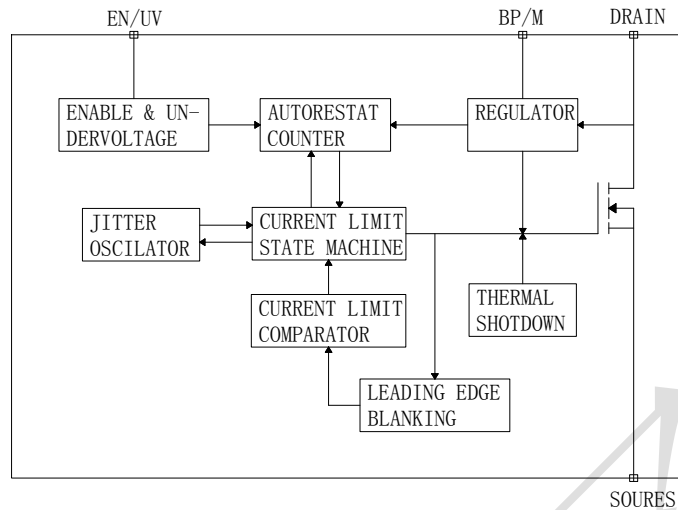 EN/UV
BP/M
DRAIN
ENABLE & UN-
DERVOLTAGE
AUTORESTAT
COUNTER
REGULATOR
JITTER
OSCILATOR
CURRENT LIMIT
STATE MACHINE
CURRENT LIMIT
COMPARATOR
THERMAL
SHOTDOWN
LEADING EDGE
BLANKING
SOURES